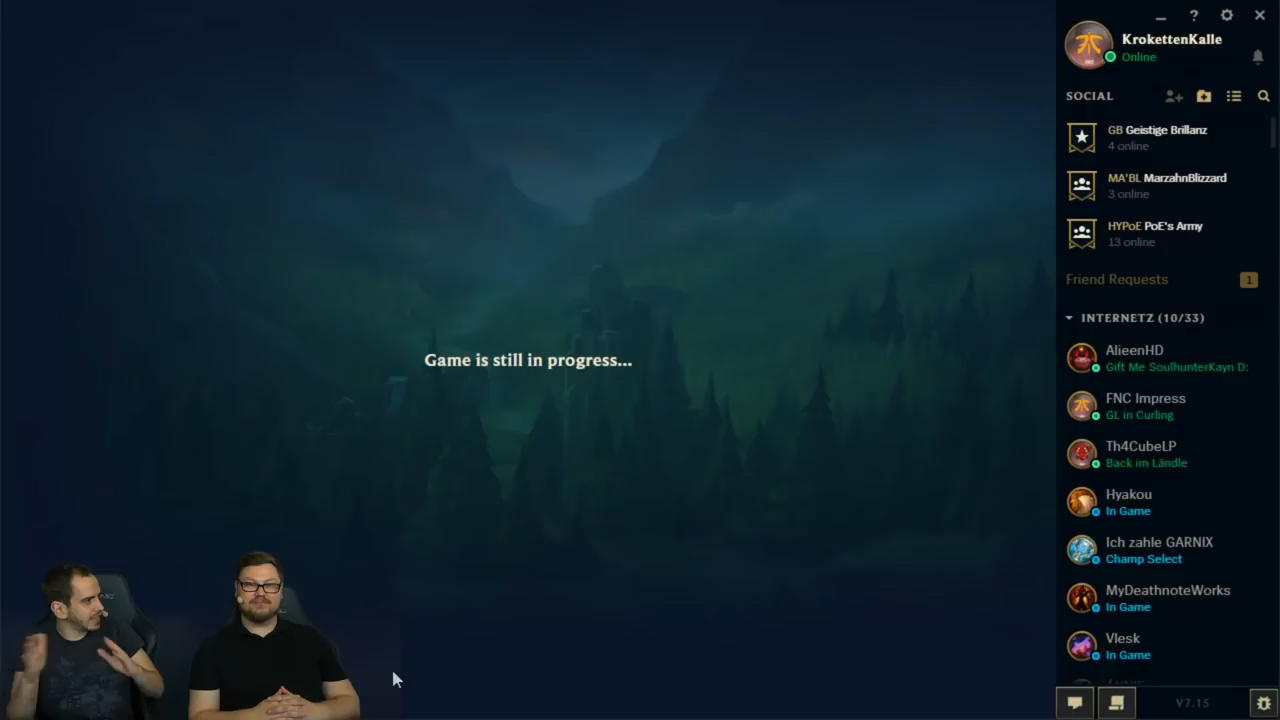 ?
KrokettenKalle
Online
SOCIAL
GB Geistige Brillanz
4 online
MA'BL MarzahnBlizzard
3 online
HYPoE PoE's Army
13 online
Friend Requests 1
INTERNETZ (10/33)
AlieenHD
Gift Me SoulhunterKayn D:
FNC Impress
GL in Curling
Th4CubeLP
Back im Ländle
Hyakou
In Game
Ich zahle GARNIX
Champ Select
MyDeathnoteWorks
In Game
Vlesk
In Game
V7.15
Game is still in progress...